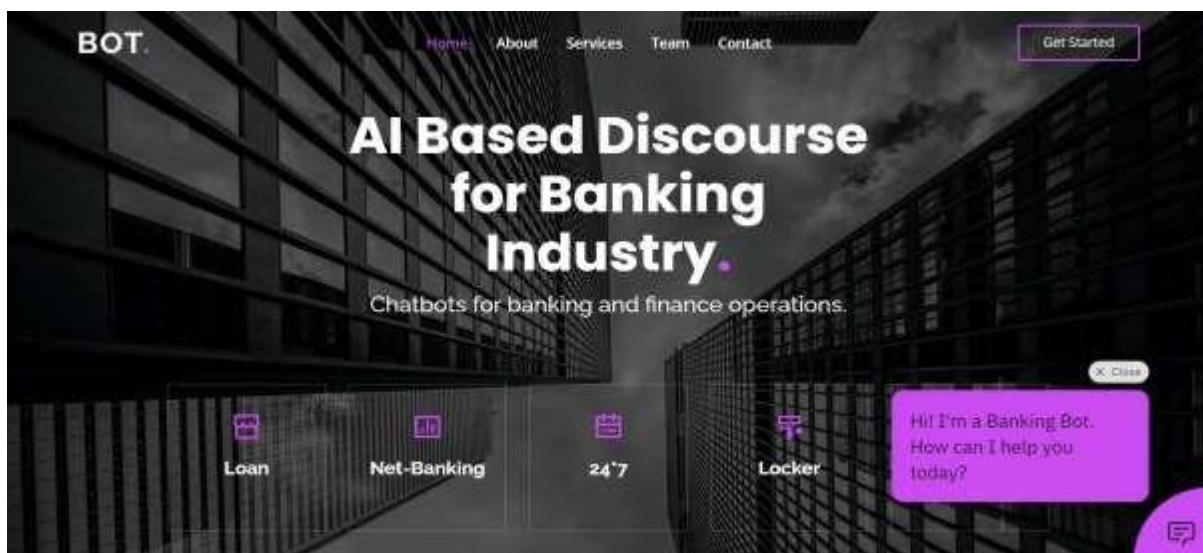 BOT.
Home About Services Team Contact
Get Started
AI Based Discourse
for Banking
Industry.
Chatbots for banking and finance operations.
× Close
Hi! I'm a Banking Bot.
How can I help you
today?
Loan Net-Banking 24*7 Locker